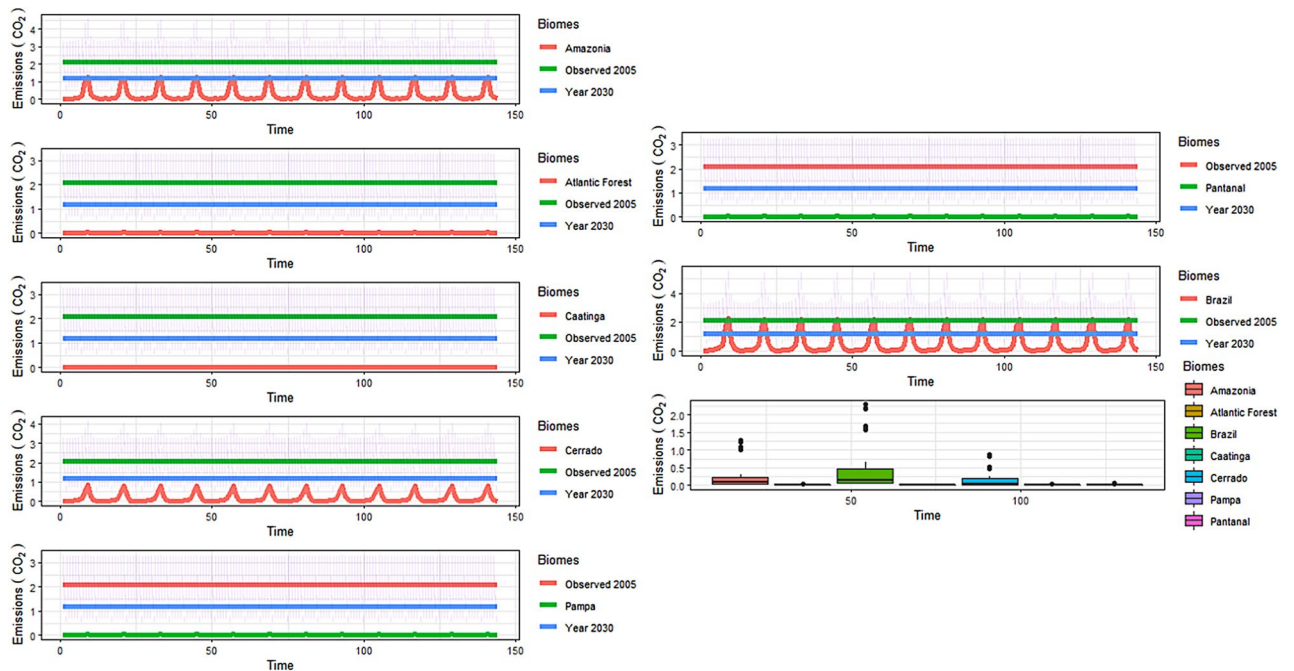 Emissions ( CO2 )
4
3
2
1
0
0 50 100 150
Time
Biomes
Amazonia
Observed 2005
Year 2030
Emissions ( CO2 )
3
2
1
0
0 50 100 150
Time
Biomes
Atlantic Forest
Observed 2005
Year 2030
Emissions ( CO2 )
3
2
1
0
0 50 100 150
Time
Biomes
Caatinga
Observed 2005
Year 2030
Emissions ( CO2 )
4
3
2
1
0
0 50 100 150
Time
Biomes
Cerrado
Observed 2005
Year 2030
Emissions ( CO2 )
3
2
1
0
0 50 100 150
Time
Biomes
Observed 2005
Pampa
Year 2030
Emissions ( CO2 )
3
2
1
0
0 50 100 150
Time
Biomes
Observed 2005
Pantanal
Year 2030
Emissions ( CO2 )
4
2
0
0 50 100 150
Time
Biomes
Brazil
Observed 2005
Year 2030
Emissions ( CO2 )
2.0
1.5
1.0
0.5
0.0
50 100
Time
Biomes
Amazonia
Atlantic Forest
Brazil
Caatinga
Cerrado
Pampa
Pantanal